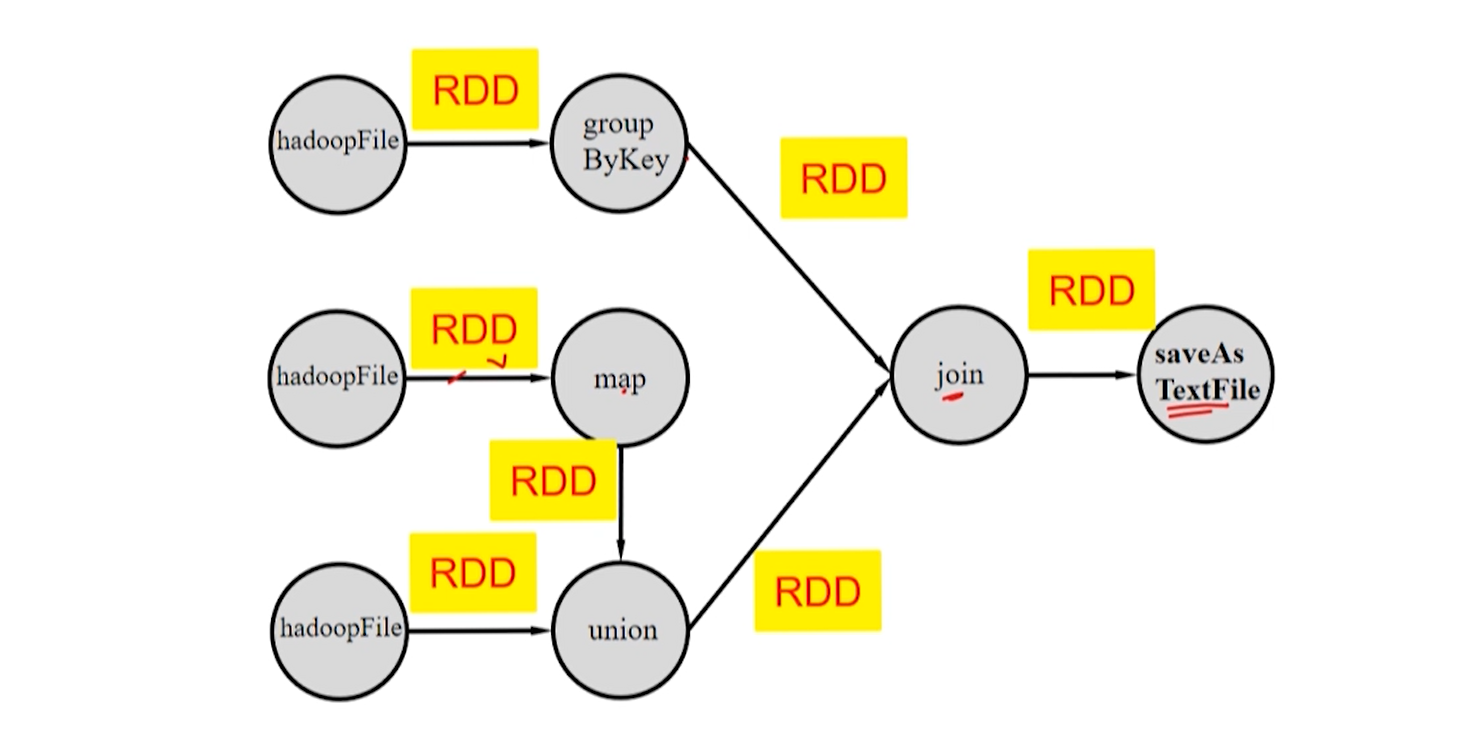 RDD
hadoopFile
group
ByKey
RDD
RDD
hadoopFile
map
RDD
join
RDD
saveAs
TextFile
RDD
hadoopFile
union
RDD